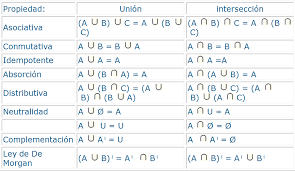 Propiedad: Unión intersección
(A ∪ B) ∪ C = A ∪ (B ∪ (A ∩ B) ∩ C = A ∩ (B ∩
Asociativa
C) C)
Conmutativa A ∪ B = B ∪ A A ∩ B = B ∩ A
Idempotente A ∪ A = A A ∩ A =A
Absorción A ∪ (B ∩ A) = A A ∩ (A ∪ B) = A
A ∪ (B ∩ C) = (A ∪ A ∩ (B ∪ C) = (A ∩
Distributiva
B) ∩ (B ∪ A) B) ∪ (A ∩ C)
Neutralidad A ∪ Ø = A A ∩ U = A
A ∪ U = U A ∩ Ø = Ø
Complementación A ∪ A' = U A ∩ A' = Ø
Ley de De
(A ∪ B)' = A' ∩ B' (A ∩ B)' = A' ∪ B'
Morgan